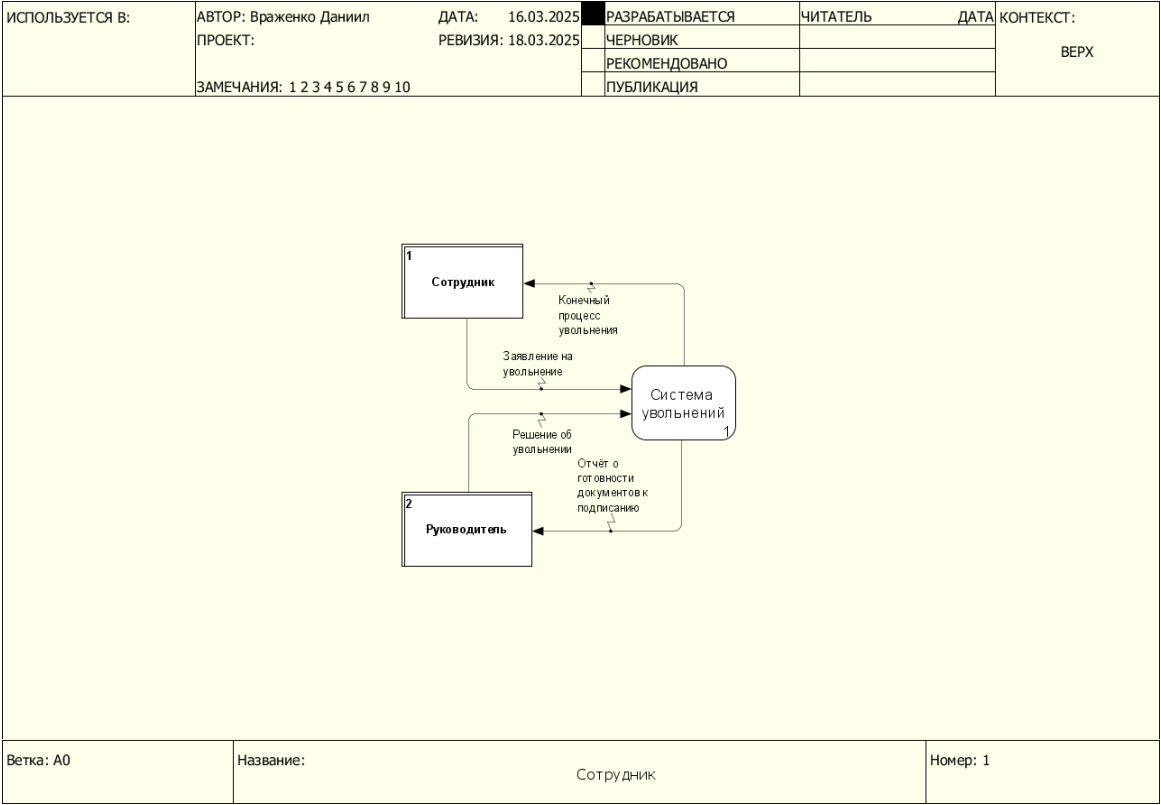 ИСПОЛЬЗУЕТСЯ В:
АВТОР: Враженко Даниил
ДАТА: 16.03.2025
ПРОЕКТ:
РЕВИЗИЯ: 18.03.2025
ЗАМЕЧАНИЯ: 1 2 3 4 5 6 7 8 9 10
РАЗРАБАТЫВАЕТСЯ
ЧЕРНОВИК
РЕКОМЕНДОВАНО
ПУБЛИКАЦИЯ
ЧИТАТЕЛЬ
ДАТА
КОНТЕКСТ:
ВЕРХ
1
Сотрудник
Конечный
процесс
увольнения
Заявление на
увольнение
Система
увольнений
1
Решение об
увольнении
Отчёт о
готовности
документов к
подписанию
2
Руководитель
Ветка: A0
Название:
Сотрудник
Номер: 1